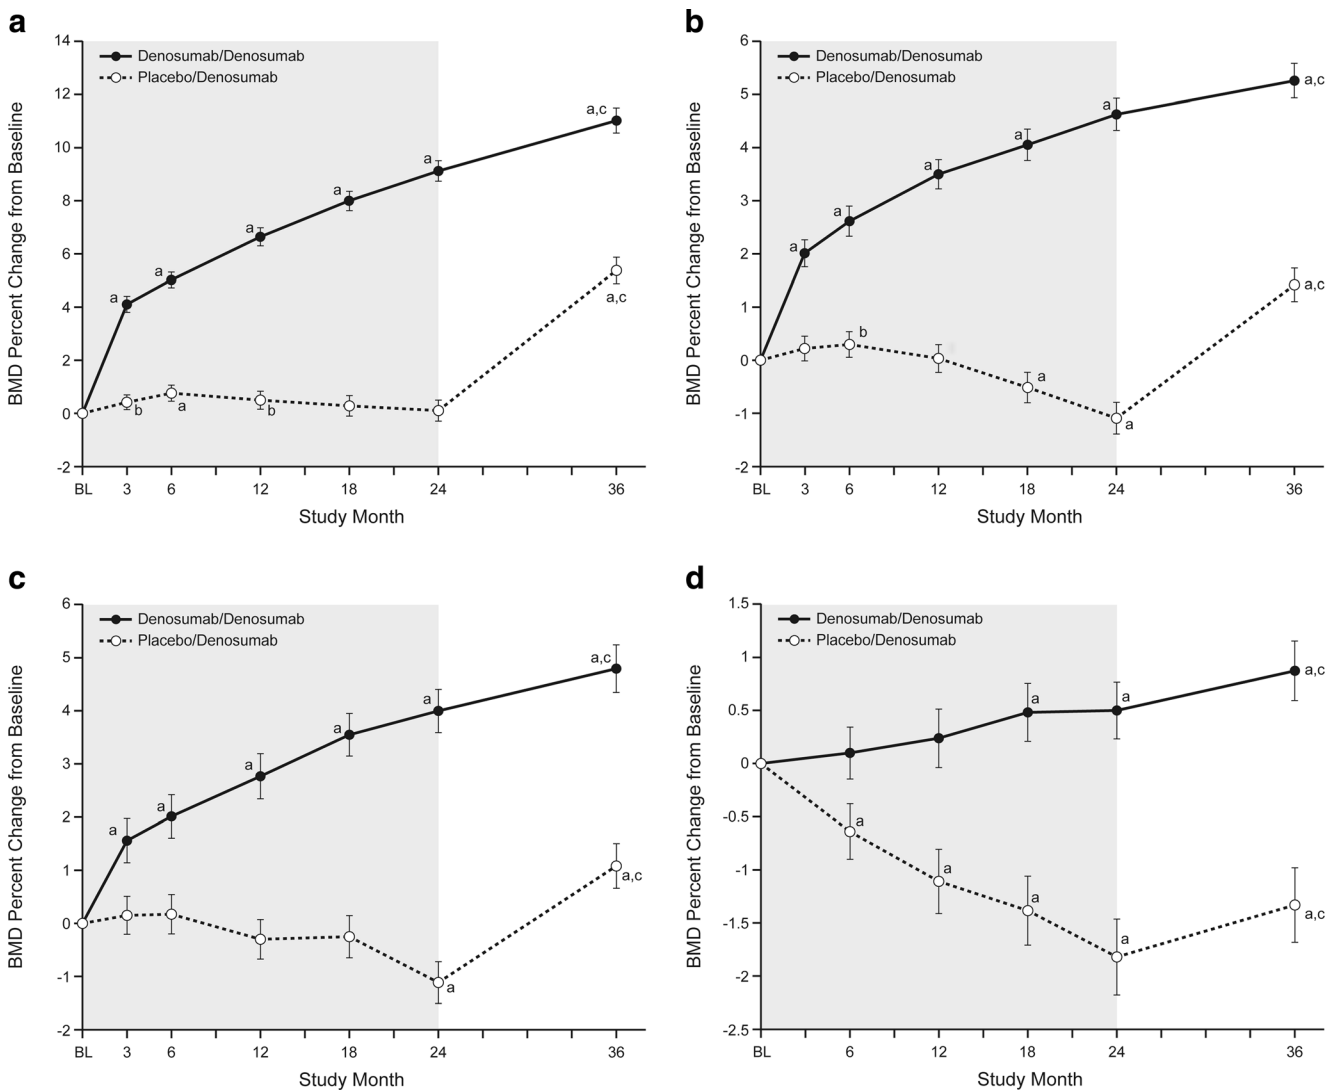 a
14
12
10
8
6
4
2
0
-2
BMD Percent Change from Baseline
Denosumab/Denosumab
Placebo/Denosumab
a
a
a
a
a
a,c
b
a
b
a,c
BL 3 6 12 18 24 36
Study Month
b
6
5
4
3
2
1
0
-1
-2
BMD Percent Change from Baseline
Denosumab/Denosumab
Placebo/Denosumab
a
a
a
a
a
a,c
b
a
a
a,c
BL 3 6 12 18 24 36
Study Month
c
6
5
4
3
2
1
0
-1
-2
BMD Percent Change from Baseline
Denosumab/Denosumab
Placebo/Denosumab
a
a
a
a
a
a,c
a
a,c
BL 3 6 12 18 24 36
Study Month
d
1.5
1
0.5
0
-0.5
-1
-1.5
-2
-2.5
BMD Percent Change from Baseline
Denosumab/Denosumab
Placebo/Denosumab
a
a
a,c
a
a
a
a
a,c
BL 6 12 18 24 36
Study Month